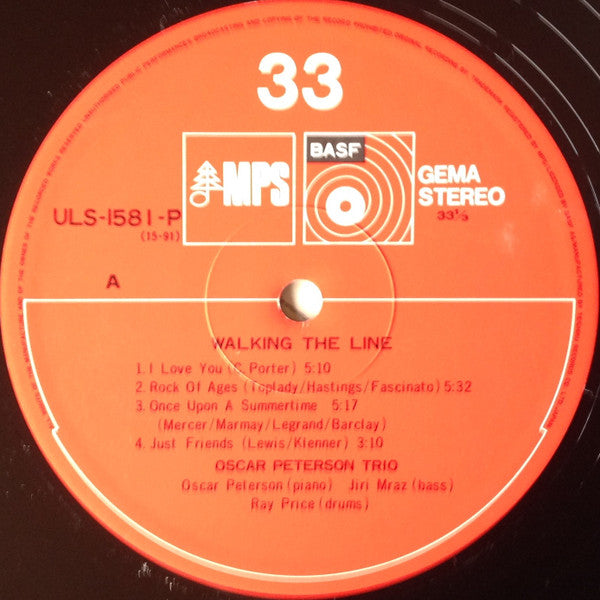 33
MPS
BASF
GEMA
STEREO
33⅓
ULS-1581-P
(15-91)
A
WALKING THE LINE
1. I Love You (C. Porter) 5:10
2. Rock Of Ages (Toplady/Hastings/Fascinato) 5:32
3. Once Upon A Summertime 5:17
(Mercer/Marmay/Legrand/Barclay)
4. Just Friends (Lewis/Klenner) 3:10
OSCAR PETERSON TRIO
Oscar Peterson (piano) Jiri Mraz (bass)
Ray Price (drums)